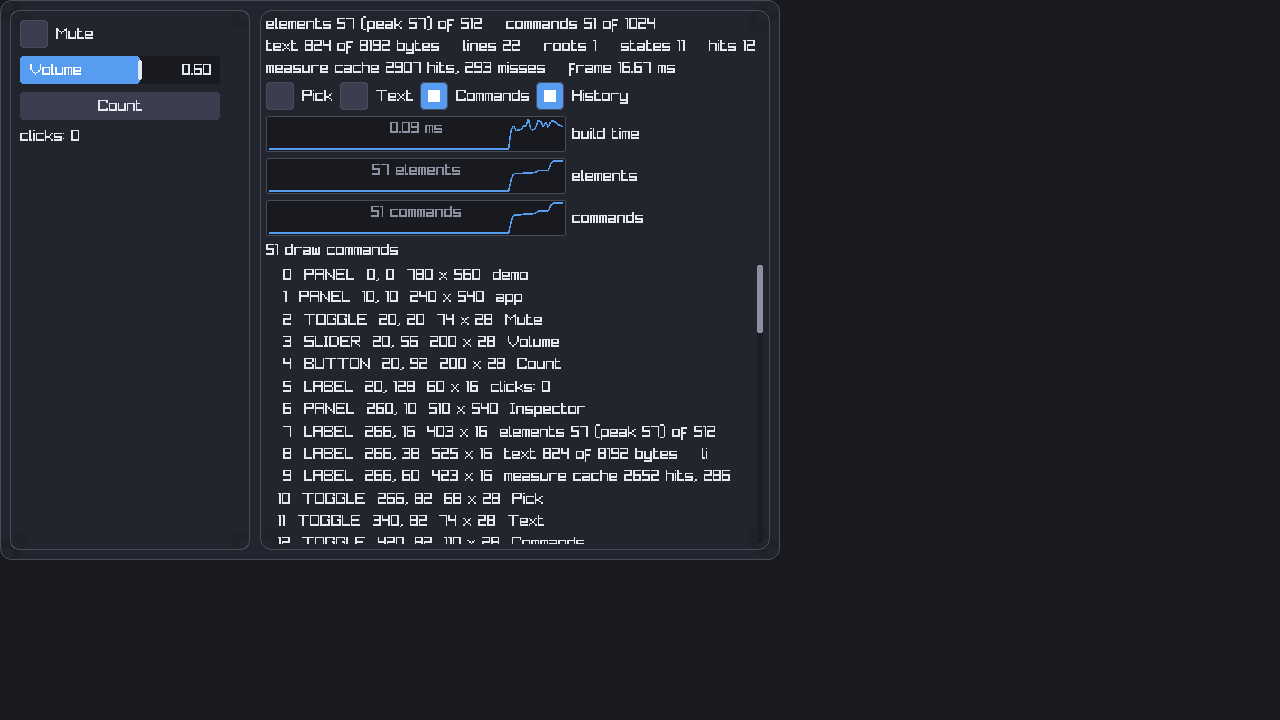 Mute
Volume 0.60
Count
clicks: 0
elements 57 (peak 57) of 512 commands 51 of 1024
text 824 of 8192 bytes lines 22 roots 1 states 11 hits 12
measure cache 2907 hits, 293 misses frame 16.67 ms
Pick Text Commands History
0.09 ms build time
57 elements elements
51 commands commands
51 draw commands
0 PANEL 0, 0 780 x 560 demo
1 PANEL 10, 10 240 x 540 app
2 TOGGLE 20, 20 74 x 28 Mute
3 SLIDER 20, 56 200 x 28 Volume
4 BUTTON 20, 92 200 x 28 Count
5 LABEL 20, 128 60 x 16 clicks: 0
6 PANEL 260, 10 510 x 540 Inspector
7 LABEL 266, 16 403 x 16 elements 57 (peak 57) of 512
8 LABEL 266, 38 525 x 16 text 824 of 8192 bytes li
9 LABEL 266, 60 423 x 16 measure cache 2652 hits, 286
10 TOGGLE 266, 82 68 x 28 Pick
11 TOGGLE 340, 82 74 x 28 Text
12 TOGGLE 420, 82 110 x 28 Commands